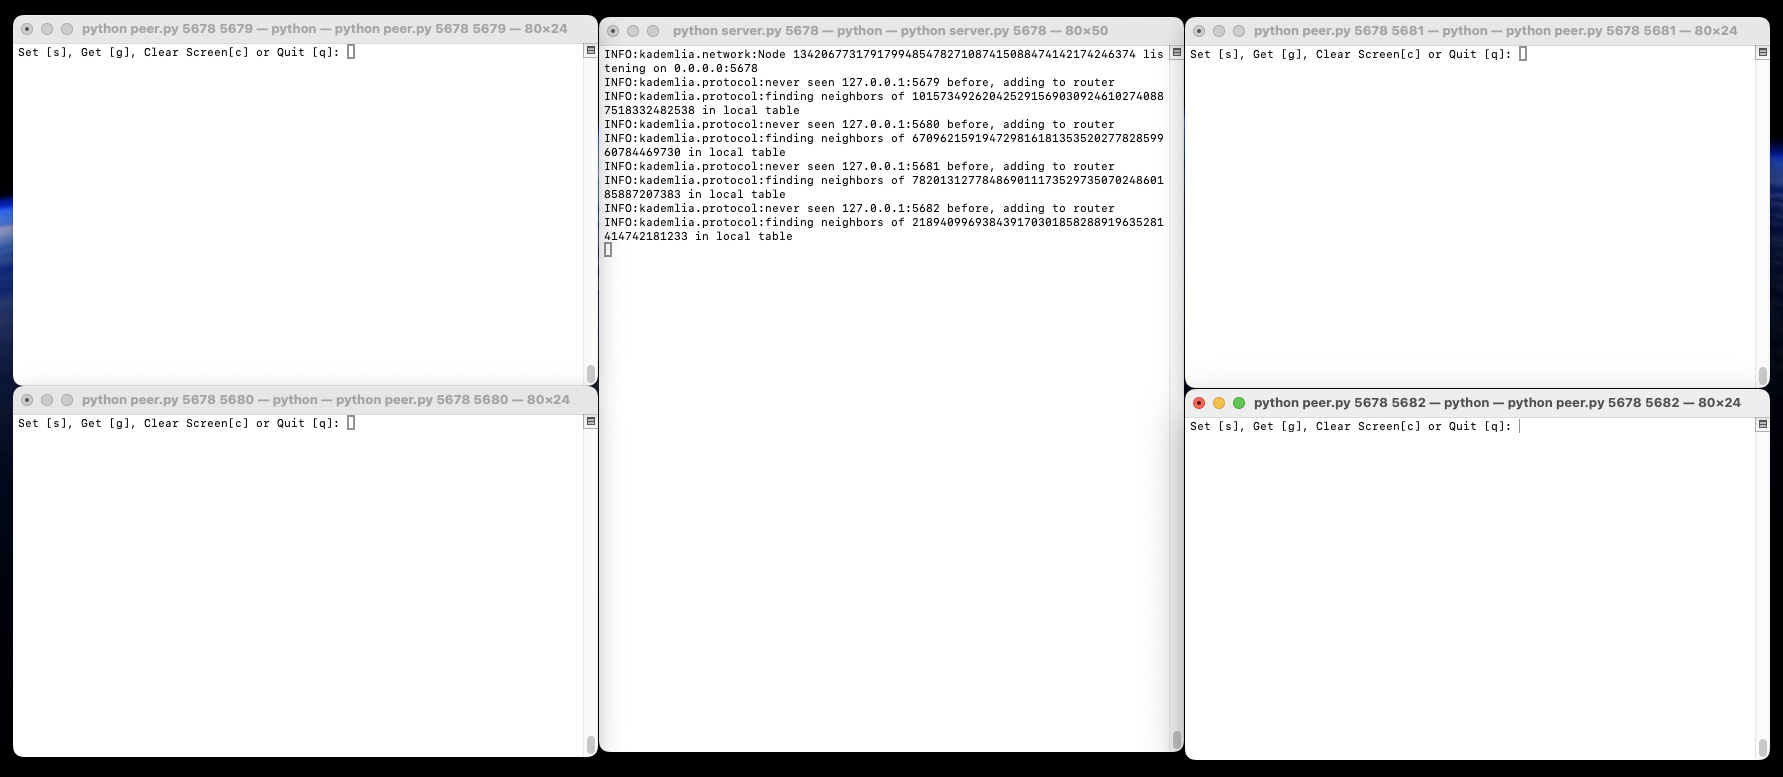 python peer.py 5678 5679 — python — python peer.py 5678 5679 — 80×24
Set [s], Get [g], Clear Screen[c] or Quit [q]:
python peer.py 5678 5680 — python — python peer.py 5678 5680 — 80×24
Set [s], Get [g], Clear Screen[c] or Quit [q]:
python server.py 5678 — python — python server.py 5678 — 80×50
INFO:kademlia.network:Node 1342067731791799485478271087415088474142174246374 lis
tening on 0.0.0.0:5678
INFO:kademlia.protocol:never seen 127.0.0.1:5679 before, adding to router
INFO:kademlia.protocol:finding neighbors of 101573492620425291569030924610274088
7518332482538 in local table
INFO:kademlia.protocol:never seen 127.0.0.1:5680 before, adding to router
INFO:kademlia.protocol:finding neighbors of 670962159194729816181353520277828599
60784469730 in local table
INFO:kademlia.protocol:never seen 127.0.0.1:5681 before, adding to router
INFO:kademlia.protocol:finding neighbors of 782013127784869011173529735070248601
85887207383 in local table
INFO:kademlia.protocol:never seen 127.0.0.1:5682 before, adding to router
INFO:kademlia.protocol:finding neighbors of 218940996938439170301858288919635281
414742181233 in local table
python peer.py 5678 5681 — python — python peer.py 5678 5681 — 80×24
Set [s], Get [g], Clear Screen[c] or Quit [q]:
python peer.py 5678 5682 — python — python peer.py 5678 5682 — 80×24
Set [s], Get [g], Clear Screen[c] or Quit [q]: